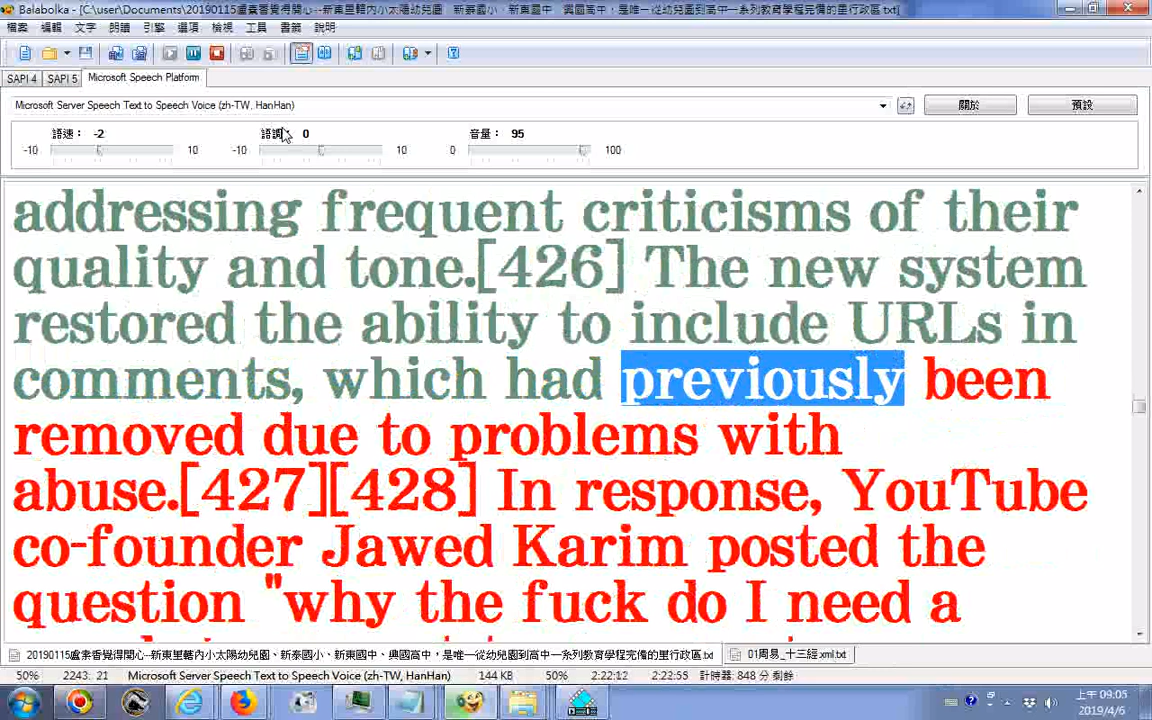 Balabolka - [C:\user\Documents\20190115盧素香覺得開心--新東里轄內小太陽幼兒園、新泰國小、新東國中、興國高中，是唯一從幼兒園到高中一系列教育學程完備的里行政區.txt]
檔案 編輯 文字 朗讀 引擎 選項 檢視 工具 書籤 說明
SAPI 4 SAPI 5 Microsoft Speech Platform
Microsoft Server Speech Text to Speech Voice (zh-TW, HanHan) 關於 預設
語速： -2 語調： 0 音量： 95
-10 10 -10 10 0 100
addressing frequent criticisms of their
quality and tone.[426] The new system
restored the ability to include URLs in
comments, which had previously been
removed due to problems with
abuse.[427][428] In response, YouTube
co-founder Jawed Karim posted the
question "why the fuck do I need a
20190115盧素香覺得開心--新東里轄內小太陽幼兒園、新泰國小、新東國中、興國高中，是唯一從幼兒園到高中一系列教育學程完備的里行政區.txt 01周易_十三經.xml.txt
50% 2243: 21 Microsoft Server Speech Text to Speech Voice (zh-TW, HanHan) 144 KB 50% 2:22:12 2:22:55 計時器: 848 分 剩餘
上午 09:05
2019/4/6